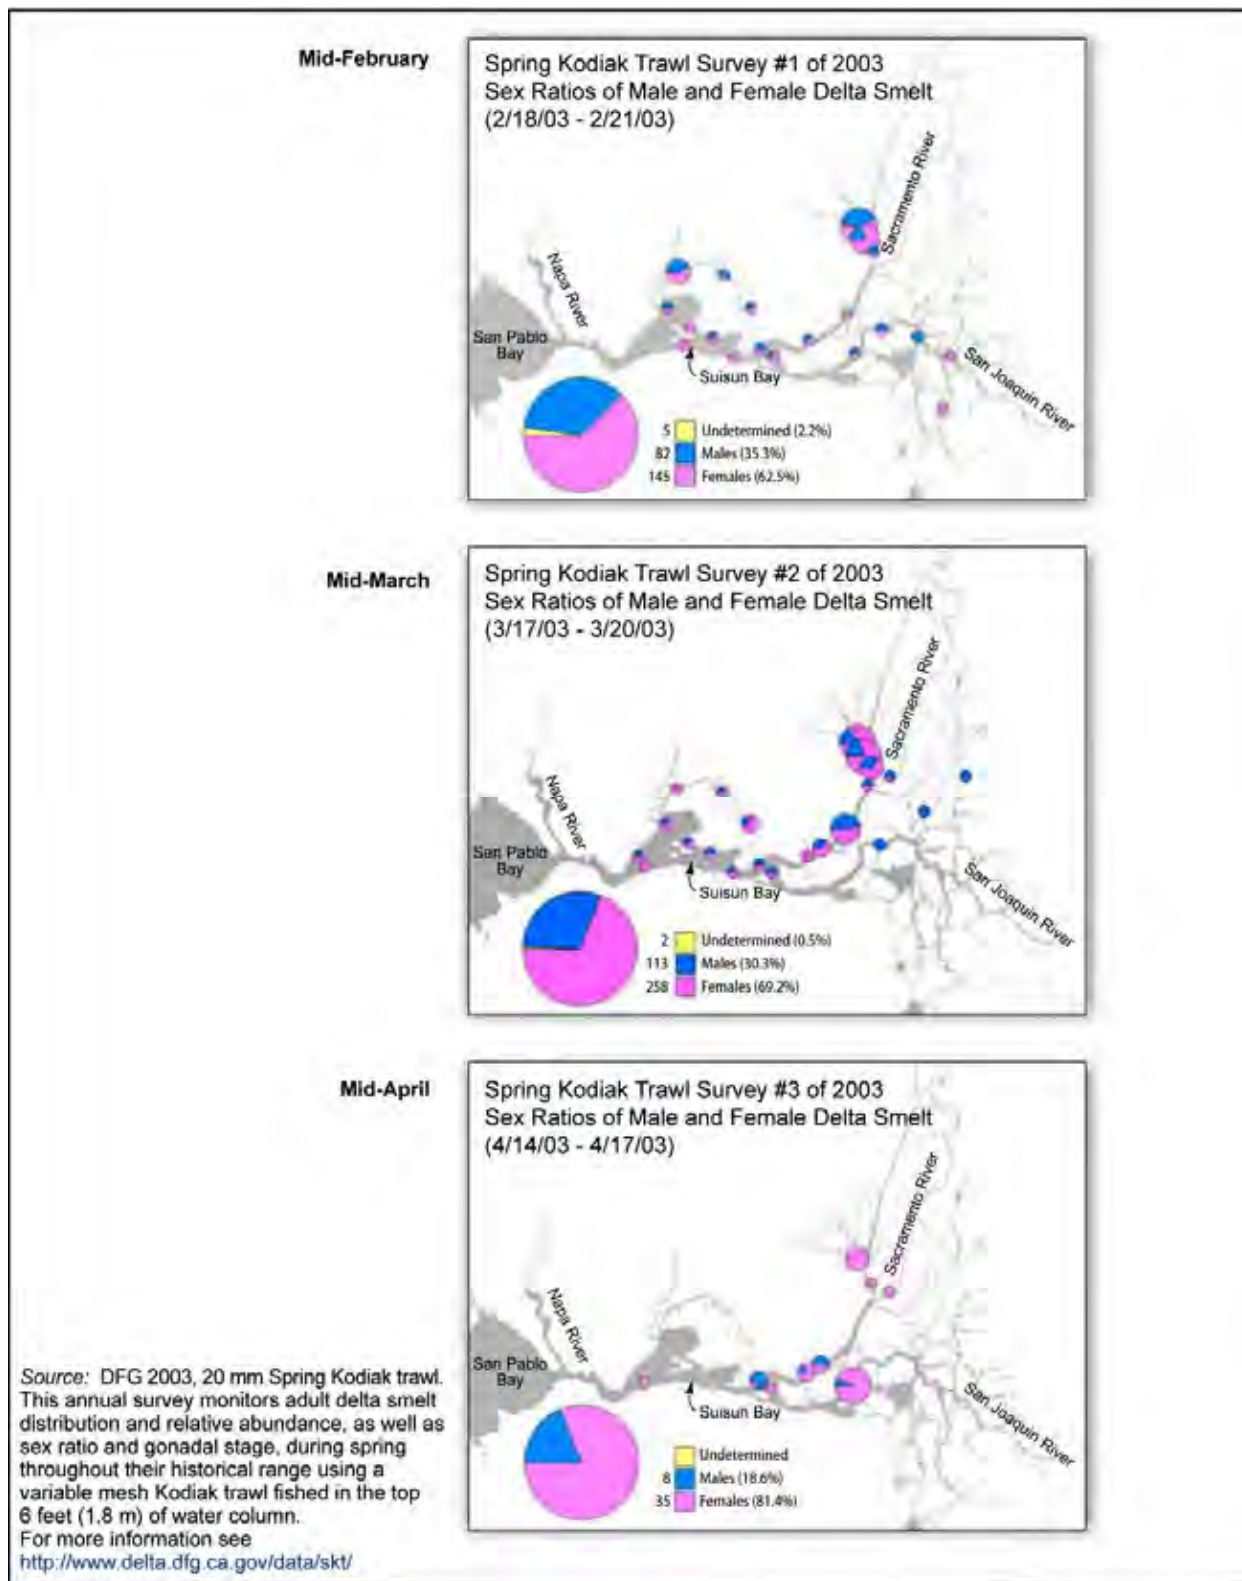 Mid-February
Spring Kodiak Trawl Survey #1 of 2003
Sex Ratios of Male and Female Delta Smelt
(2/18/03 - 2/21/03)
Sacramento River
Napa River
San Pablo
Bay
Suisun Bay
San Joaquin River
5 Undetermined (2.2%)
82 Males (35.3%)
145 Females (62.5%)
Mid-March
Spring Kodiak Trawl Survey #2 of 2003
Sex Ratios of Male and Female Delta Smelt
(3/17/03 - 3/20/03)
Sacramento River
Napa River
San Pablo
Bay
Suisun Bay
San Joaquin River
2 Undetermined (0.5%)
113 Males (30.3%)
258 Females (69.2%)
Mid-April
Spring Kodiak Trawl Survey #3 of 2003
Sex Ratios of Male and Female Delta Smelt
(4/14/03 - 4/17/03)
Sacramento River
Napa River
San Pablo
Bay
Suisun Bay
San Joaquin River
Undetermined
8 Males (18.6%)
35 Females (81.4%)
Source: DFG 2003, 20 mm Spring Kodiak trawl.
This annual survey monitors adult delta smelt
distribution and relative abundance, as well as
sex ratio and gonadal stage, during spring
throughout their historical range using a
variable mesh Kodiak trawl fished in the top
6 feet (1.8 m) of water column.
For more information see
http://www.delta.dfg.ca.gov/data/skt/